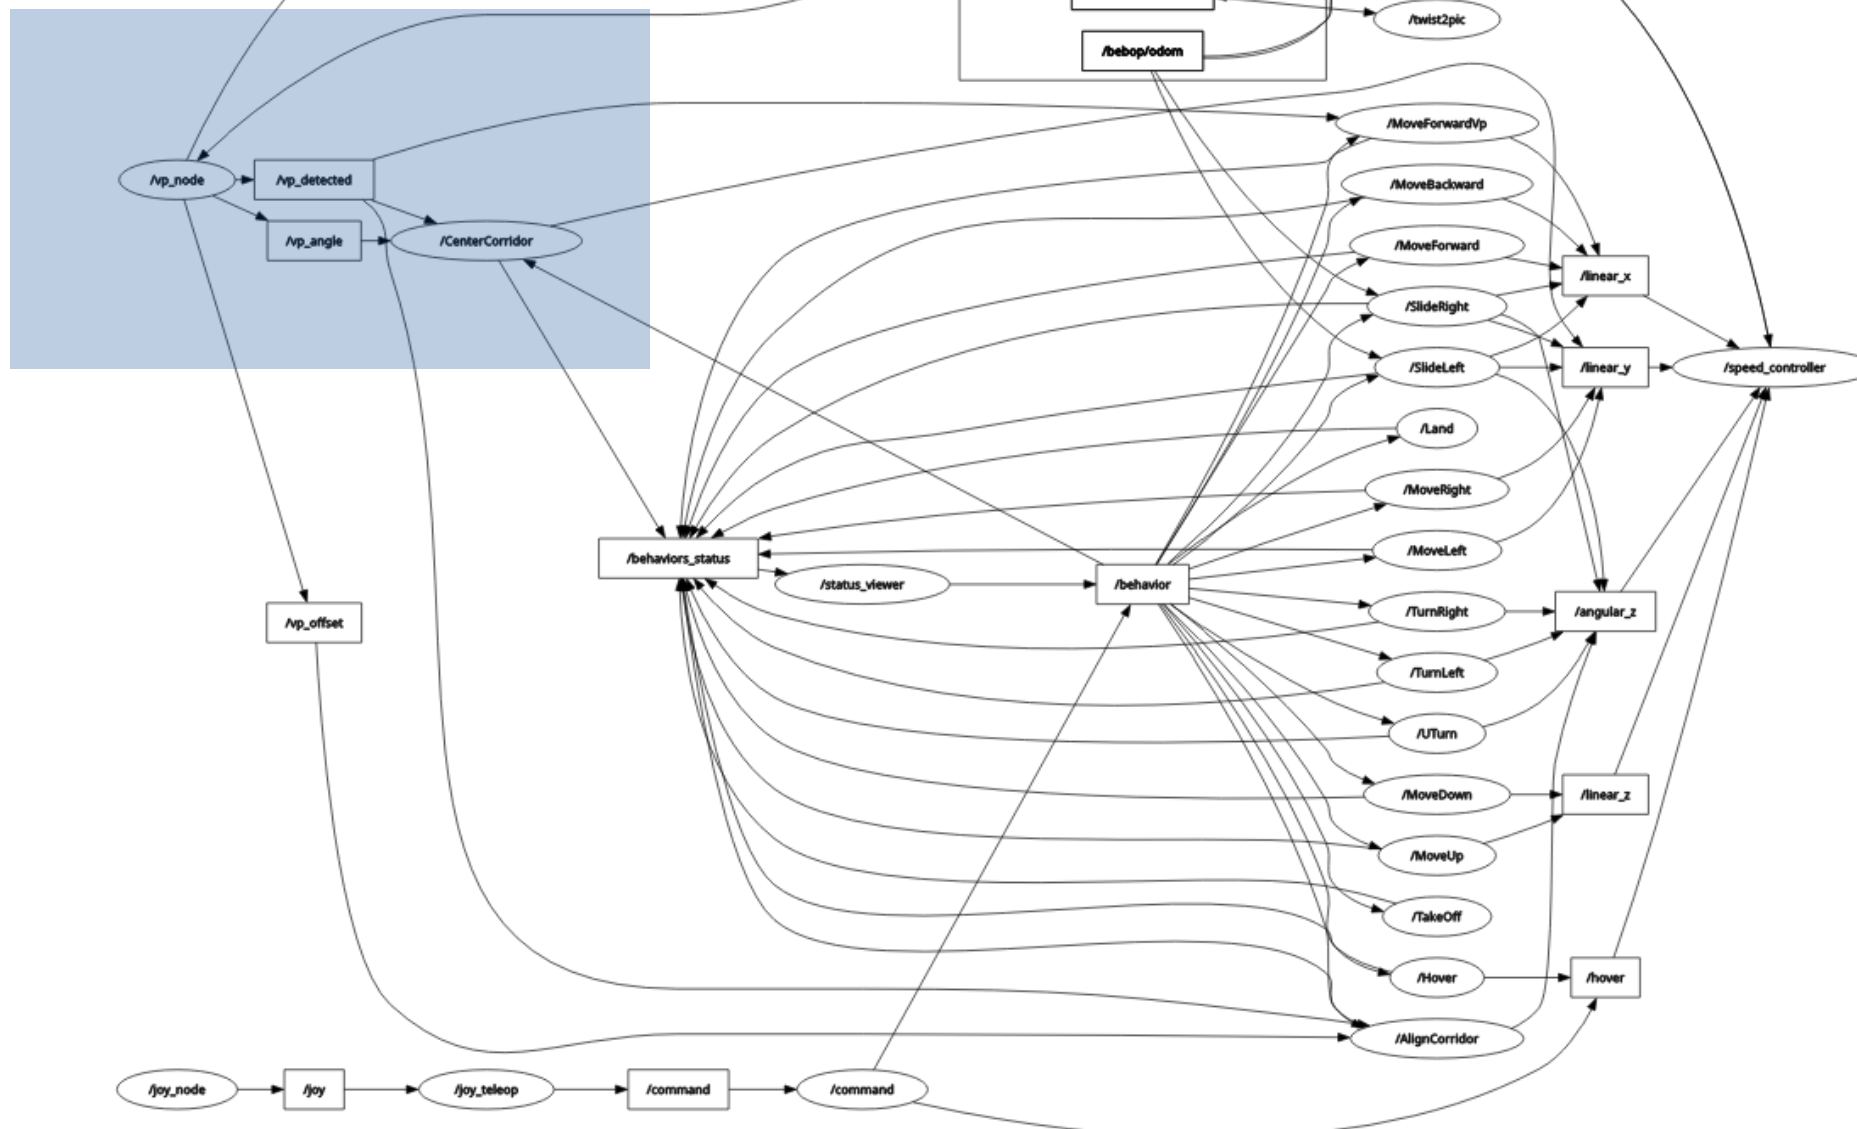 /twist2pic
/bebop/odom
/MoveForwardVp
/vp_node
/vp_detected
/MoveBackward
/vp_angle
/CenterCorridor
/MoveForward
/linear_x
/SlideRight
/SlideLeft
/linear_y
/speed_controller
/Land
/MoveRight
/MoveLeft
/behaviors_status
/status_viewer
/behavior
/TurnRight
/angular_z
/vp_offset
/TurnLeft
/UTurn
/MoveDown
/linear_z
/MoveUp
/TakeOff
/Hover
/hover
/AlignCorridor
/joy_node
/joy
/joy_teleop
/command
/command